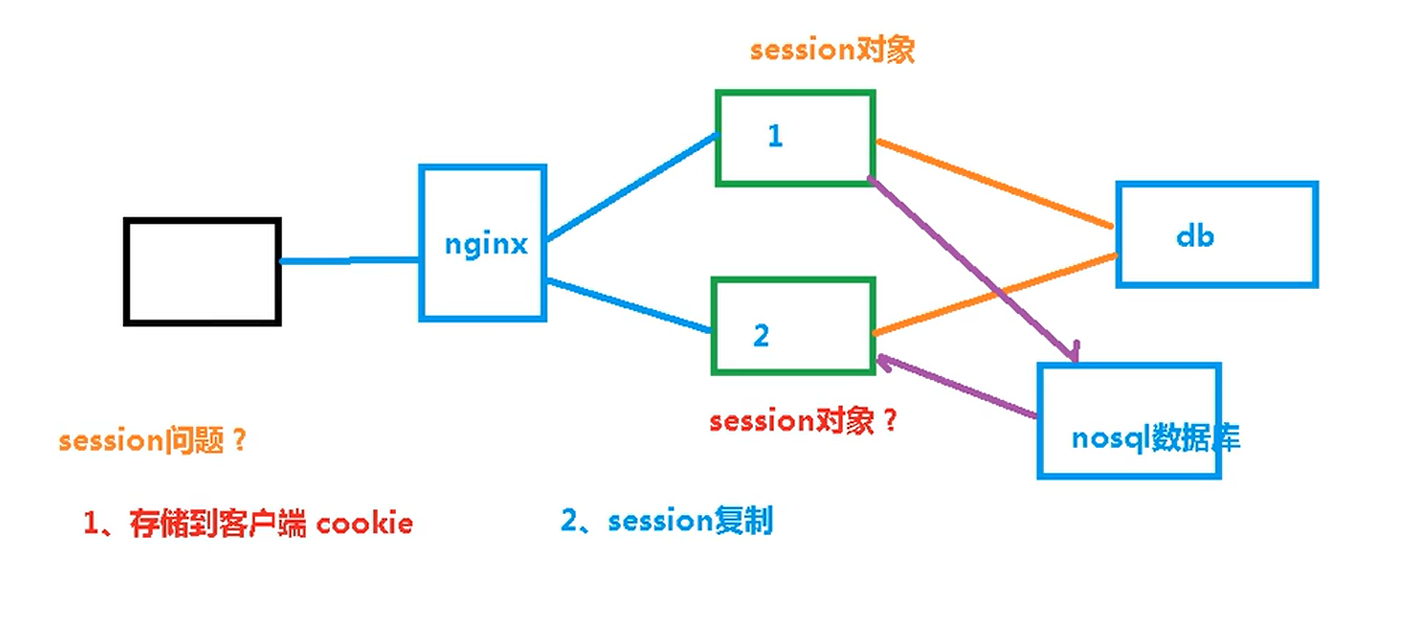 session对象
1
nginx
db
2
session对象？
nosql数据库
session问题？
1、存储到客户端 cookie
2、session复制